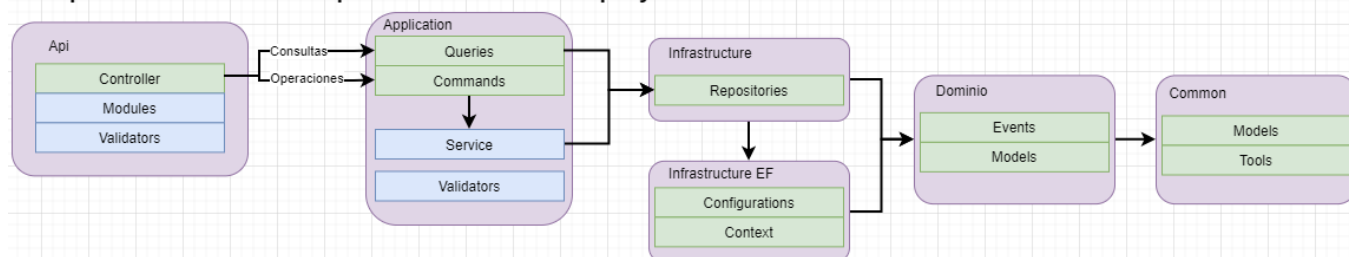 Api
Controller
Modules
Validators
Consultas
Operaciones
Application
Queries
Commands
Service
Validators
Infrastructure
Repositories
Infrastructure EF
Configurations
Context
Dominio
Events
Models
Common
Models
Tools